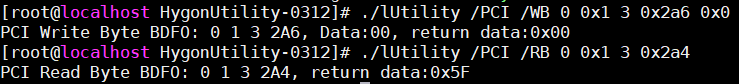 [root@localhost HygonUtility-0312]# ./lUtility /PCI /WB 0 0x1 3 0x2a6 0x0
PCI Write Byte BDFO: 0 1 3 2A6, Data:00, return data:0x00
[root@localhost HygonUtility-0312]# ./lUtility /PCI /RB 0 0x1 3 0x2a4
PCI Read Byte BDFO: 0 1 3 2A4, return data:0x5F